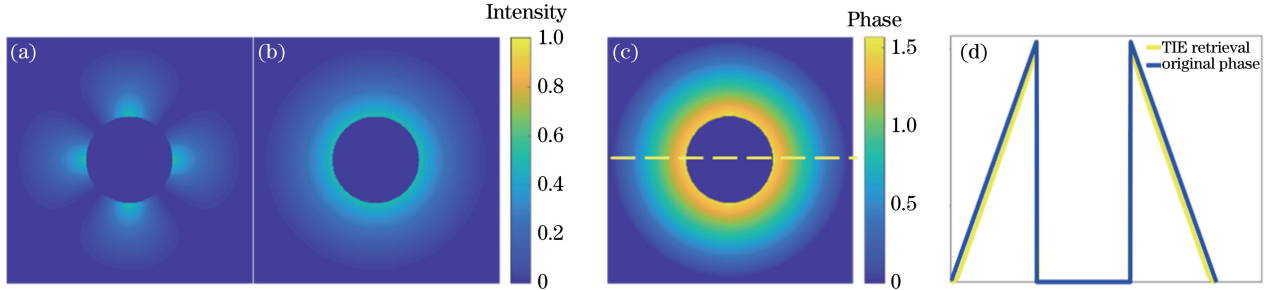 Intensity
(a)
(b)
1.0
0.8
0.6
0.4
0.2
0
Phase
(c)
1.5
1.0
0.5
0
(d)
TIE retrieval
original phase